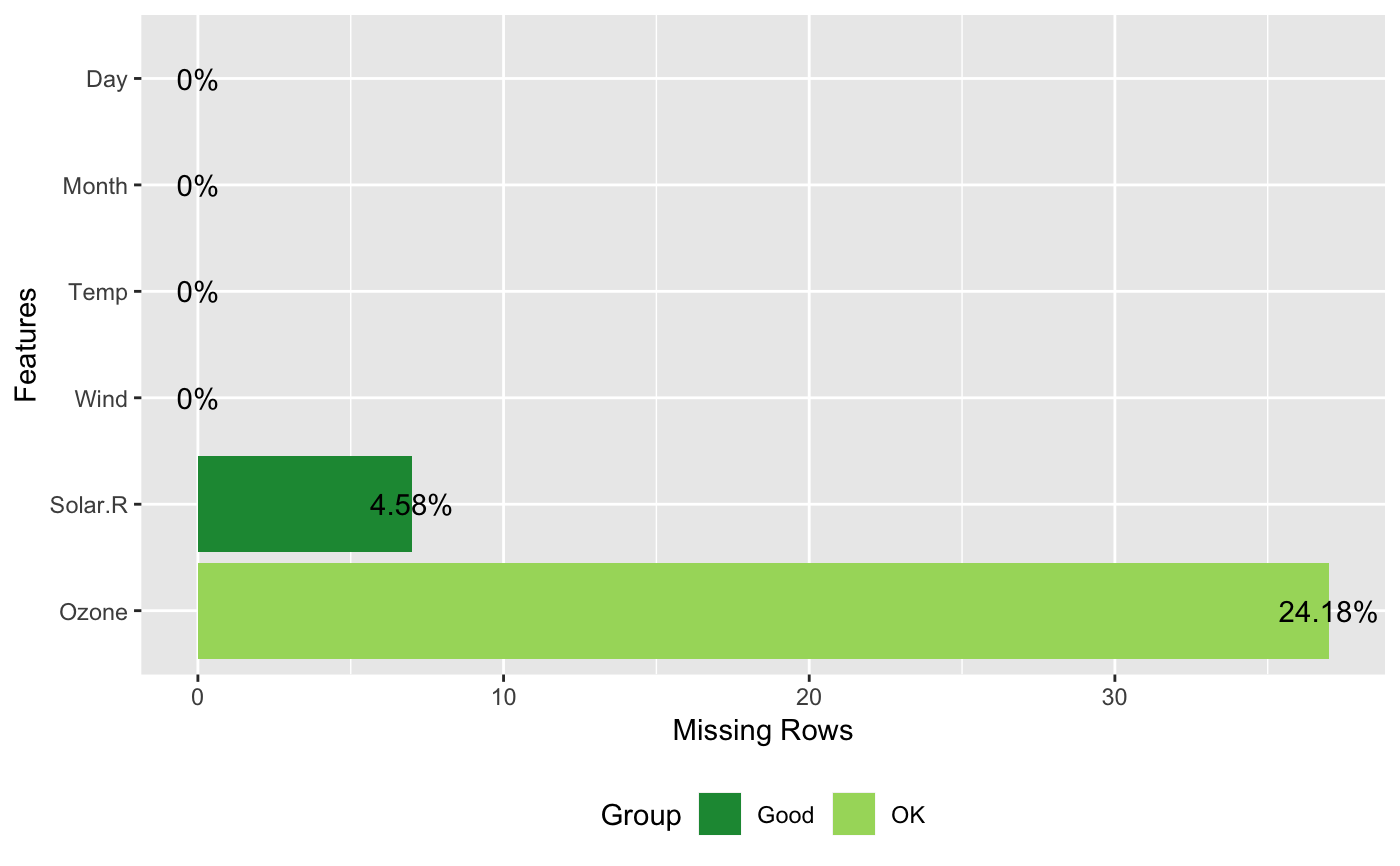 Features
Day
0%
Month
0%
Temp
0%
Wind
0%
Solar.R
4.58%
Ozone
24.18%
0 10 20 30
Missing Rows
Group Good OK